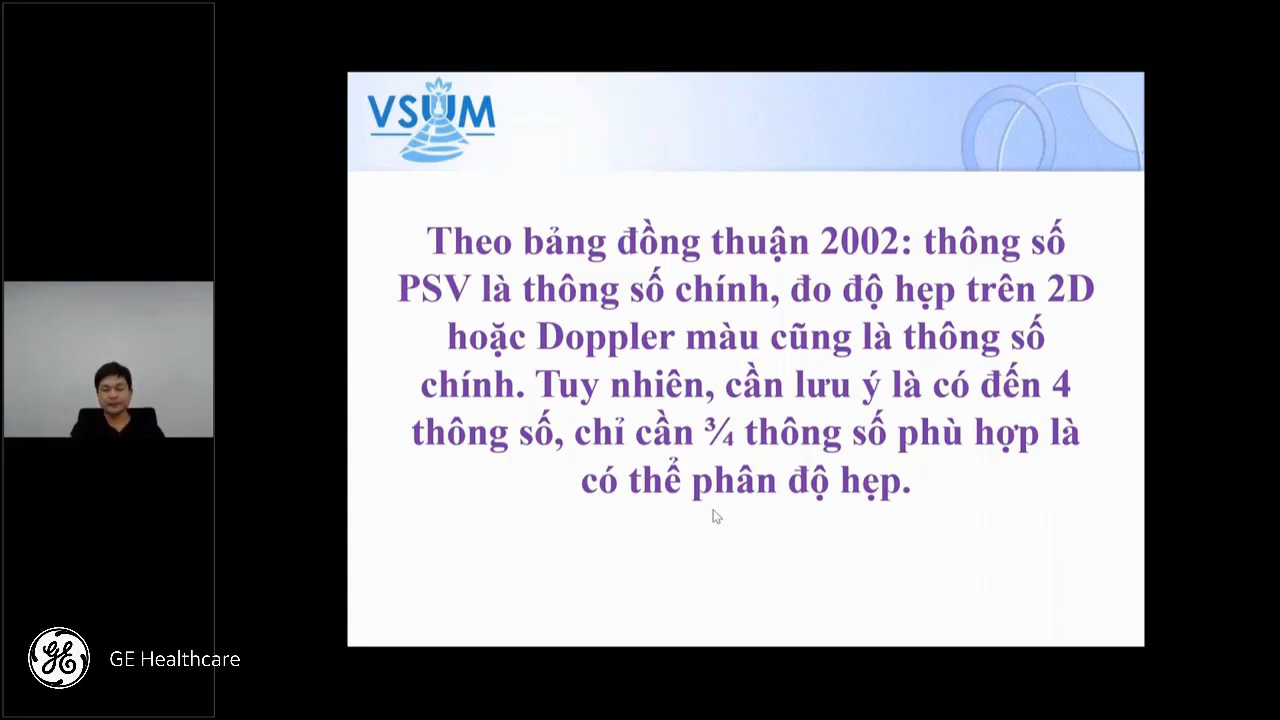 VSUM
Theo bảng đồng thuận 2002: thông số
PSV là thông số chính, đo độ hẹp trên 2D
hoặc Doppler màu cũng là thông số
chính. Tuy nhiên, cần lưu ý là có đến 4
thông số, chỉ cần ¾ thông số phù hợp là
có thể phân độ hẹp.
GE Healthcare